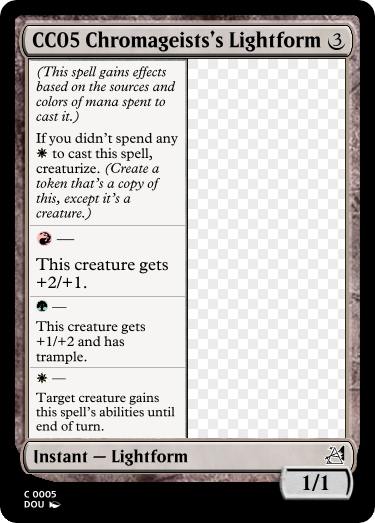 CC05 Chromageists's Lightform 3
(This spell gains effects
based on the sources and
colors of mana spent to
cast it.)
If you didn't spend any
to cast this spell,
creaturize. (Create a
token that's a copy of
this, except it's a
creature.)
—
This creature gets
+2/+1.
—
This creature gets
+1/+2 and has
trample.
—
Target creature gains
this spell's abilities until
end of turn.
Instant — Lightform
1/1
C 0005
DOU